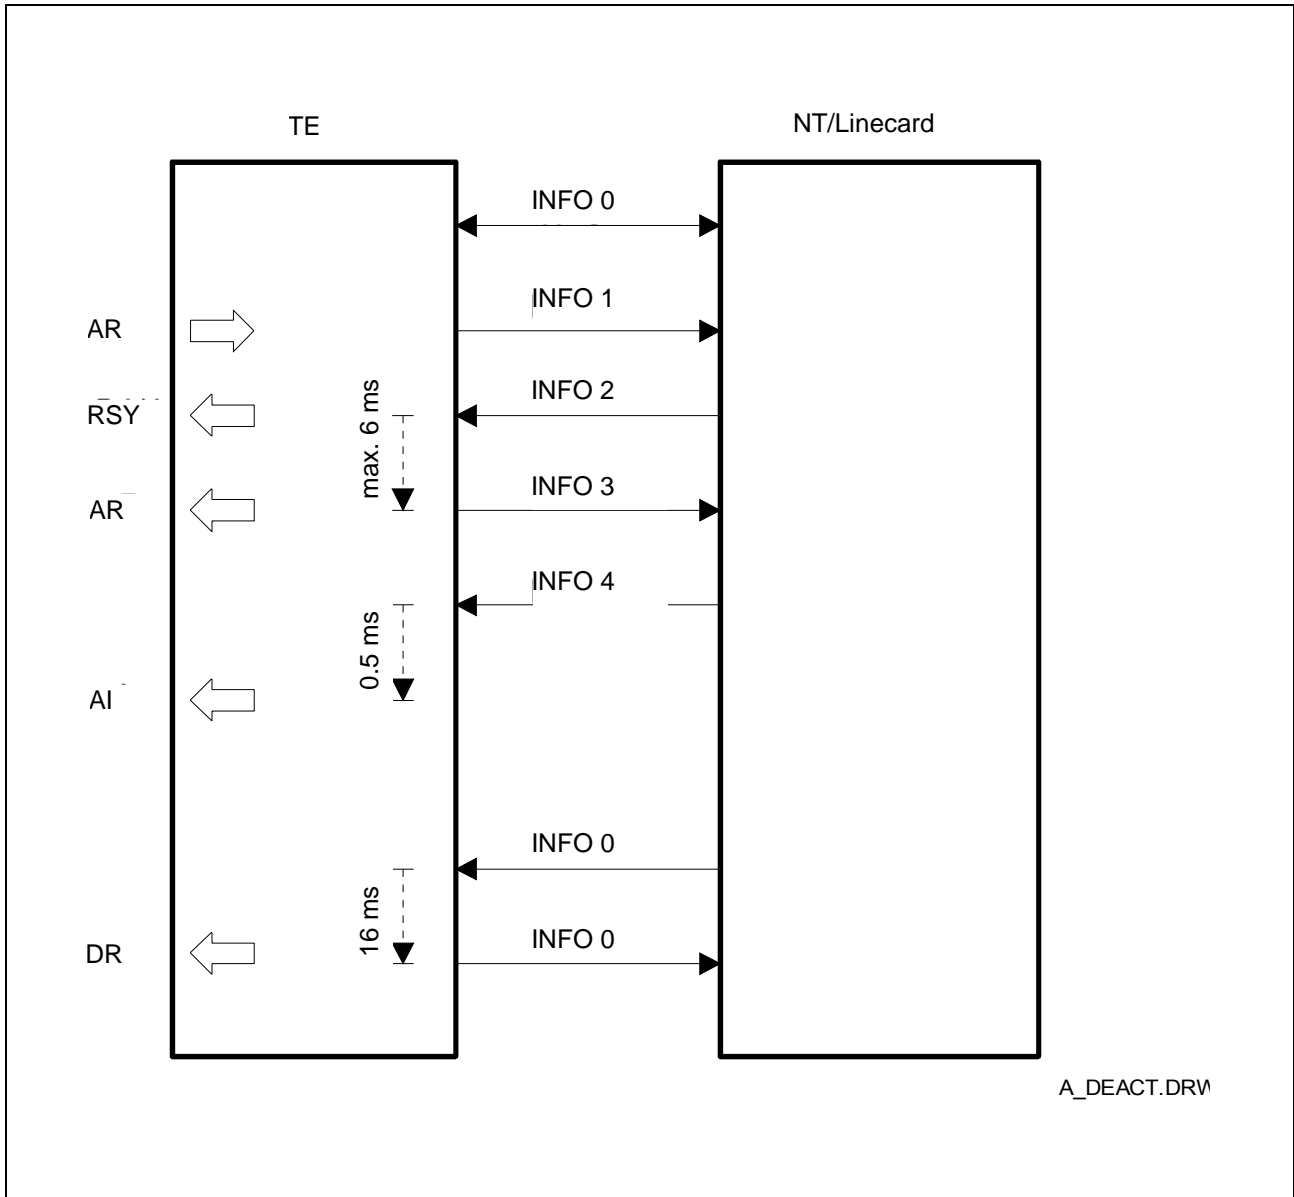 TE
NT/Linecard
INFO 0
INFO 1
AR
INFO 2
RSY
max. 6 ms
INFO 3
AR
INFO 4
0.5 ms
AI
INFO 0
16 ms
INFO 0
DR
A_DEACT.DRW